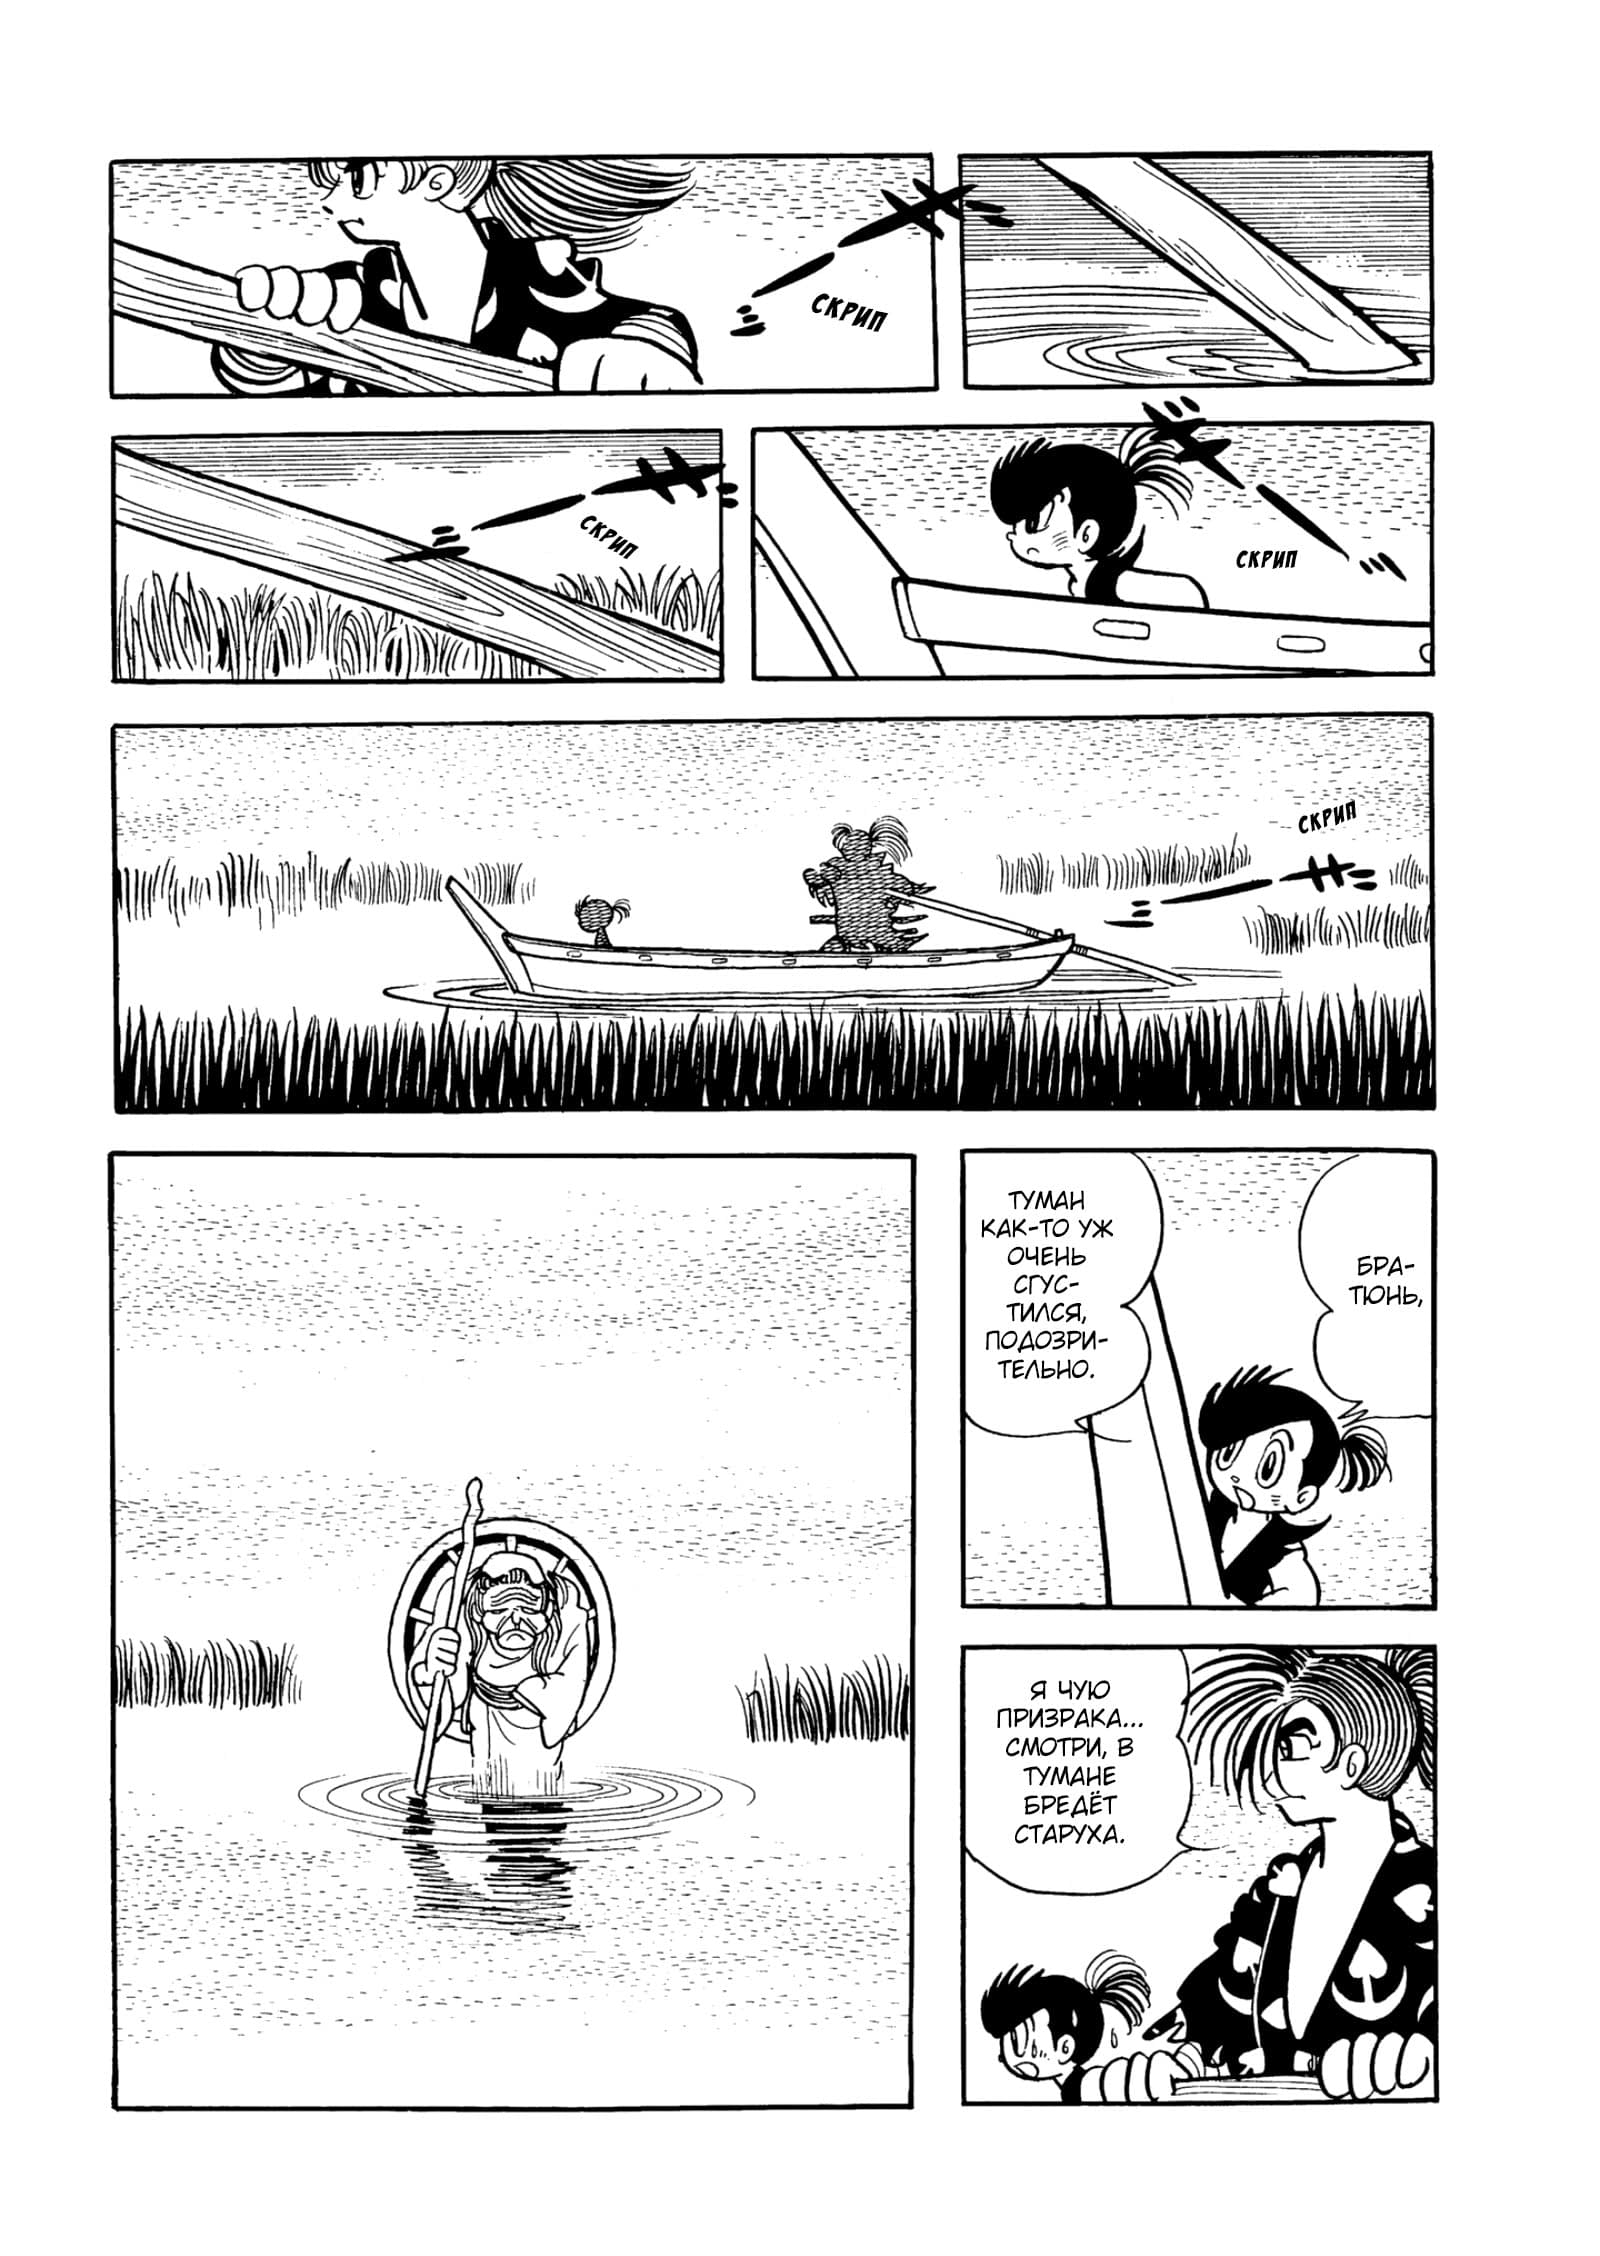 СКРИП
СКРИП
СКРИП
СКРИП
БРА-
ТЮНЬ,
ТУМАН
КАК-ТО УЖ
ОЧЕНЬ
СГУС-
ТИЛСЯ,
ПОДОЗРИ-
ТЕЛЬНО.
Я ЧУЮ
ПРИЗРАКА...
СМОТРИ, В
ТУМАНЕ
БРЕДЁТ
СТАРУХА.